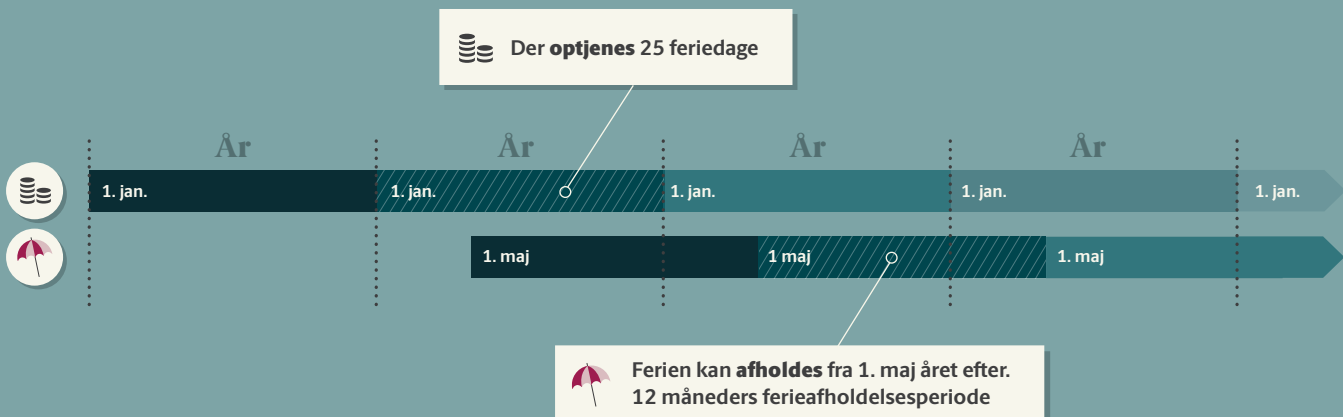 Der optjenes 25 feriedage
År År År År
1. jan. 1. jan. 1. jan. 1. jan. 1. jan.
1. maj 1 maj 1. maj
Ferien kan afholdes fra 1. maj året efter.
12 måneders ferieafholdelsesperiode